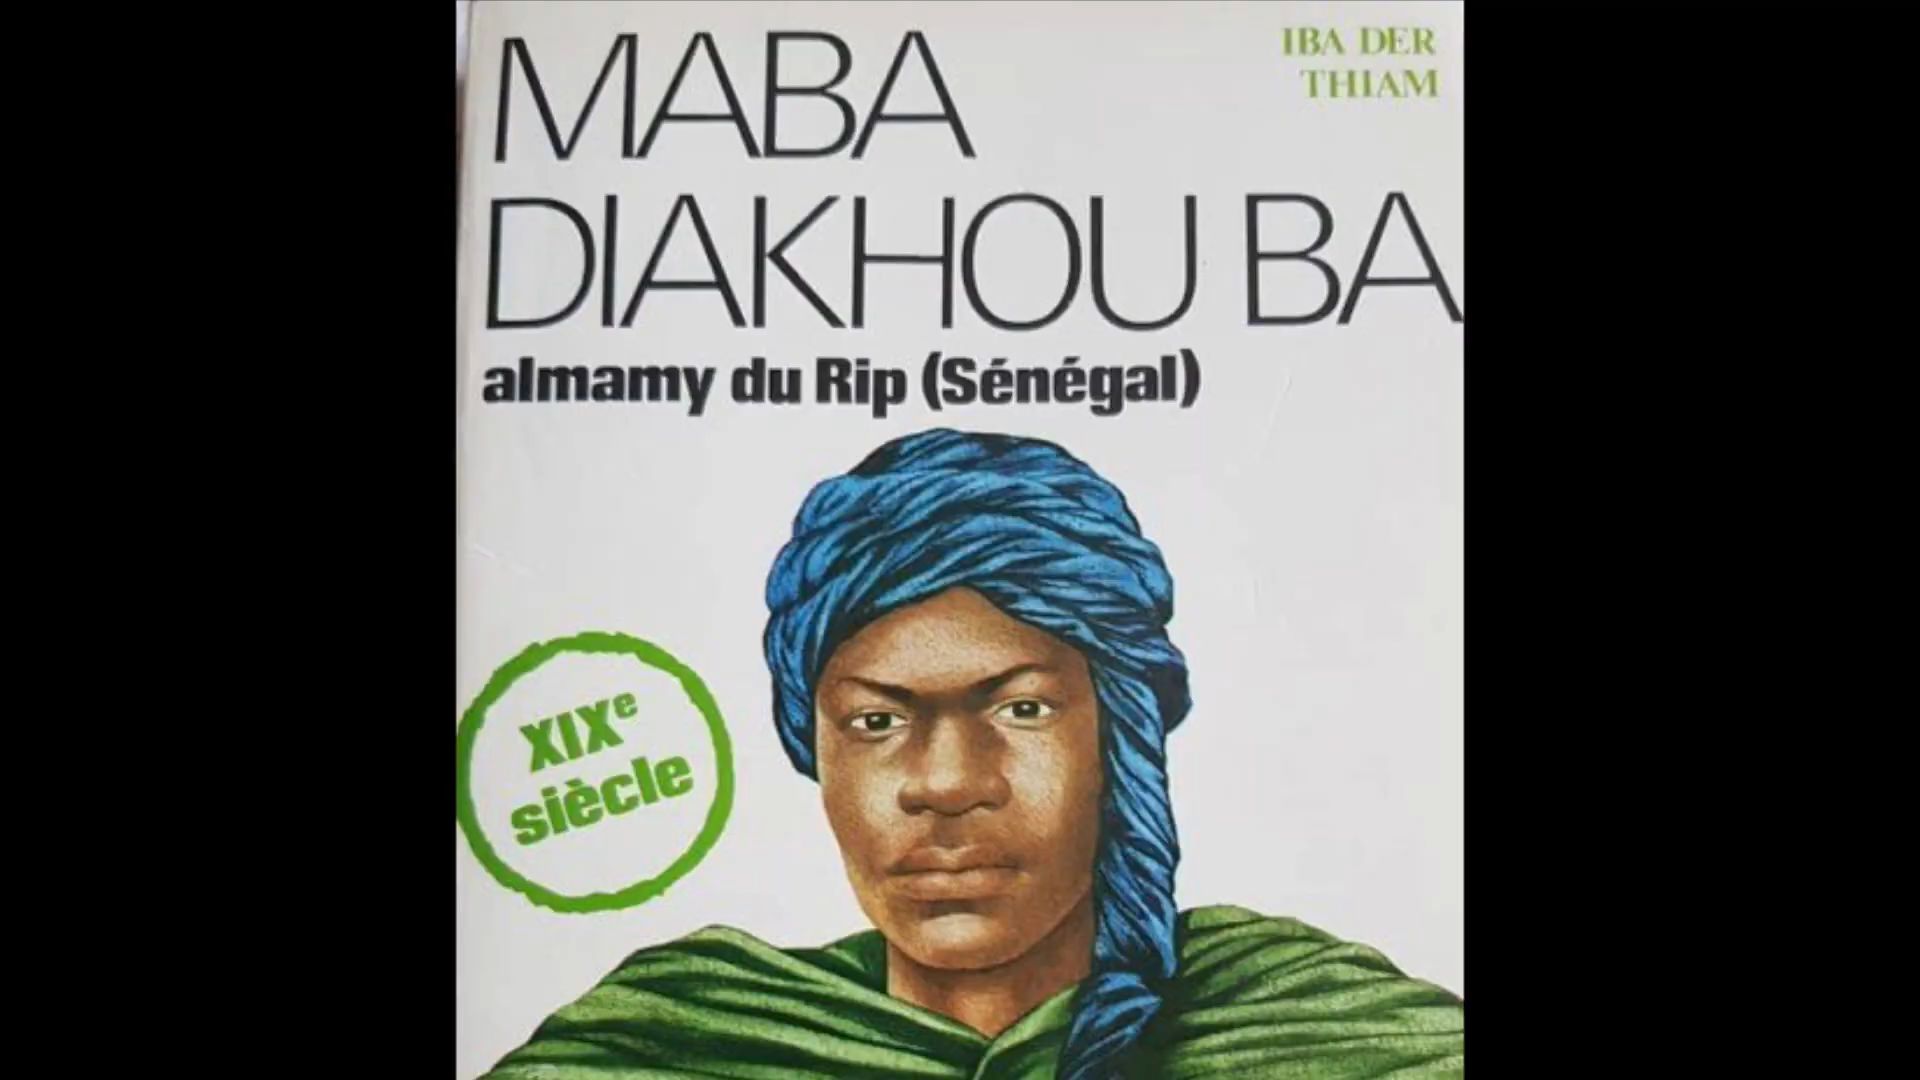 MABA
DIAKHOU BA
IBA DER
THIAM
almamy du Rip (Sénégal)
XIXe
siècle